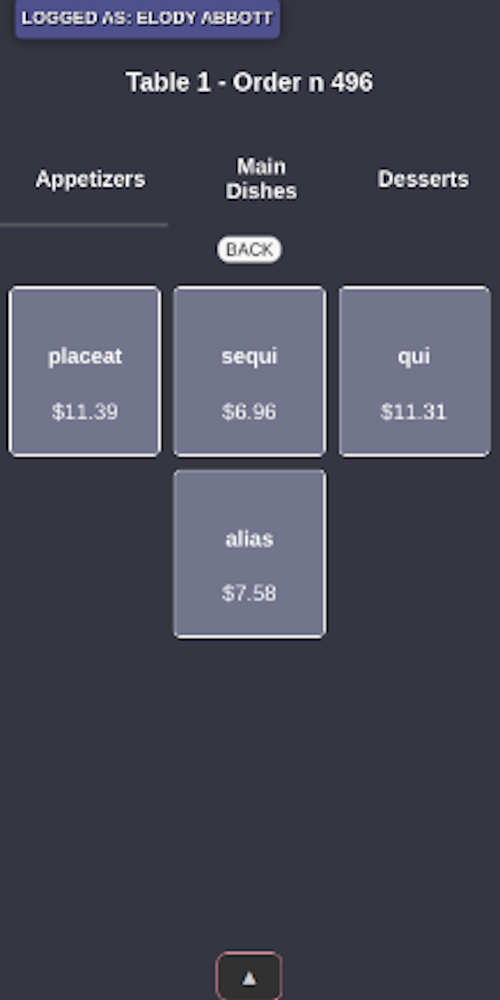 LOGGED AS: ELODY ABBOTT
Table 1 - Order n 496
Appetizers
Main
Dishes
Desserts
BACK
placeat
$11.39
sequi
$6.96
qui
$11.31
alias
$7.58
▲